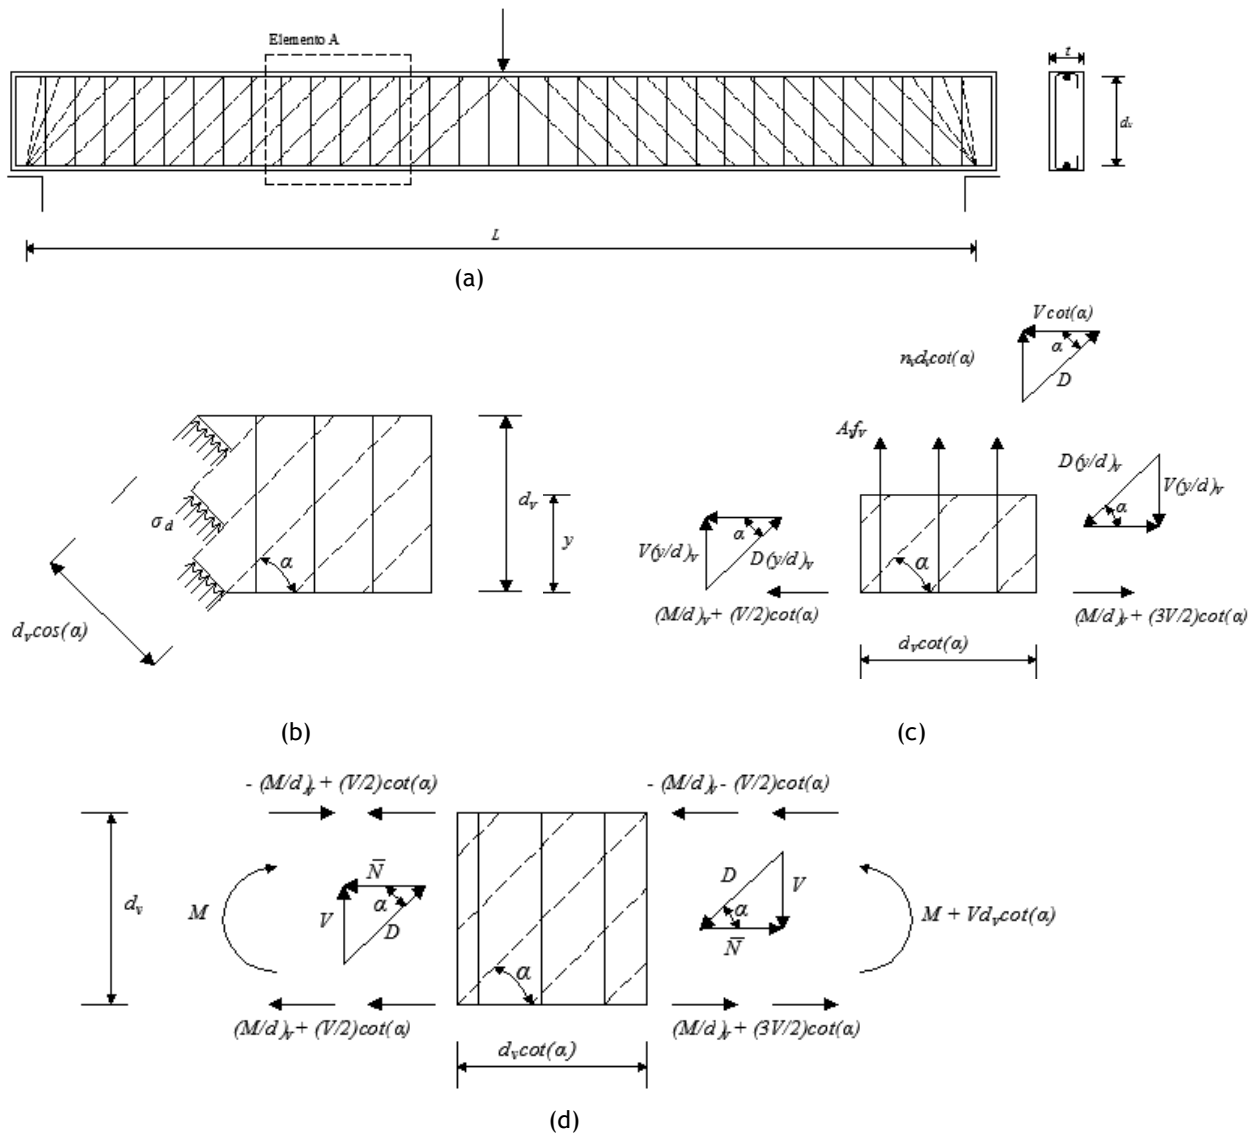 Elemento A
t
dᵥ
L
(a)
V cot(α)
α
D
nᵥdᵥcot(α)
Aᵥfᵥ
D(y/d)ᵥ
V(y/d)ᵥ
α
σd
α
dᵥ
y
dᵥcos(α)
V(y/d)ᵥ
α
D(y/d)ᵥ
α
(M/d)ᵥ + (V/2)cot(α)
(M/d)ᵥ + (3V/2)cot(α)
dᵥcot(α)
(b)
(c)
- (M/d)ᵥ + (V/2)cot(α)
- (M/d)ᵥ - (V/2)cot(α)
dᵥ
M
N̅
V
α
D
α
D
V
α
N̅
M + Vdᵥcot(α)
(M/d)ᵥ + (V/2)cot(α)
(M/d)ᵥ + (3V/2)cot(α)
dᵥcot(α)
(d)